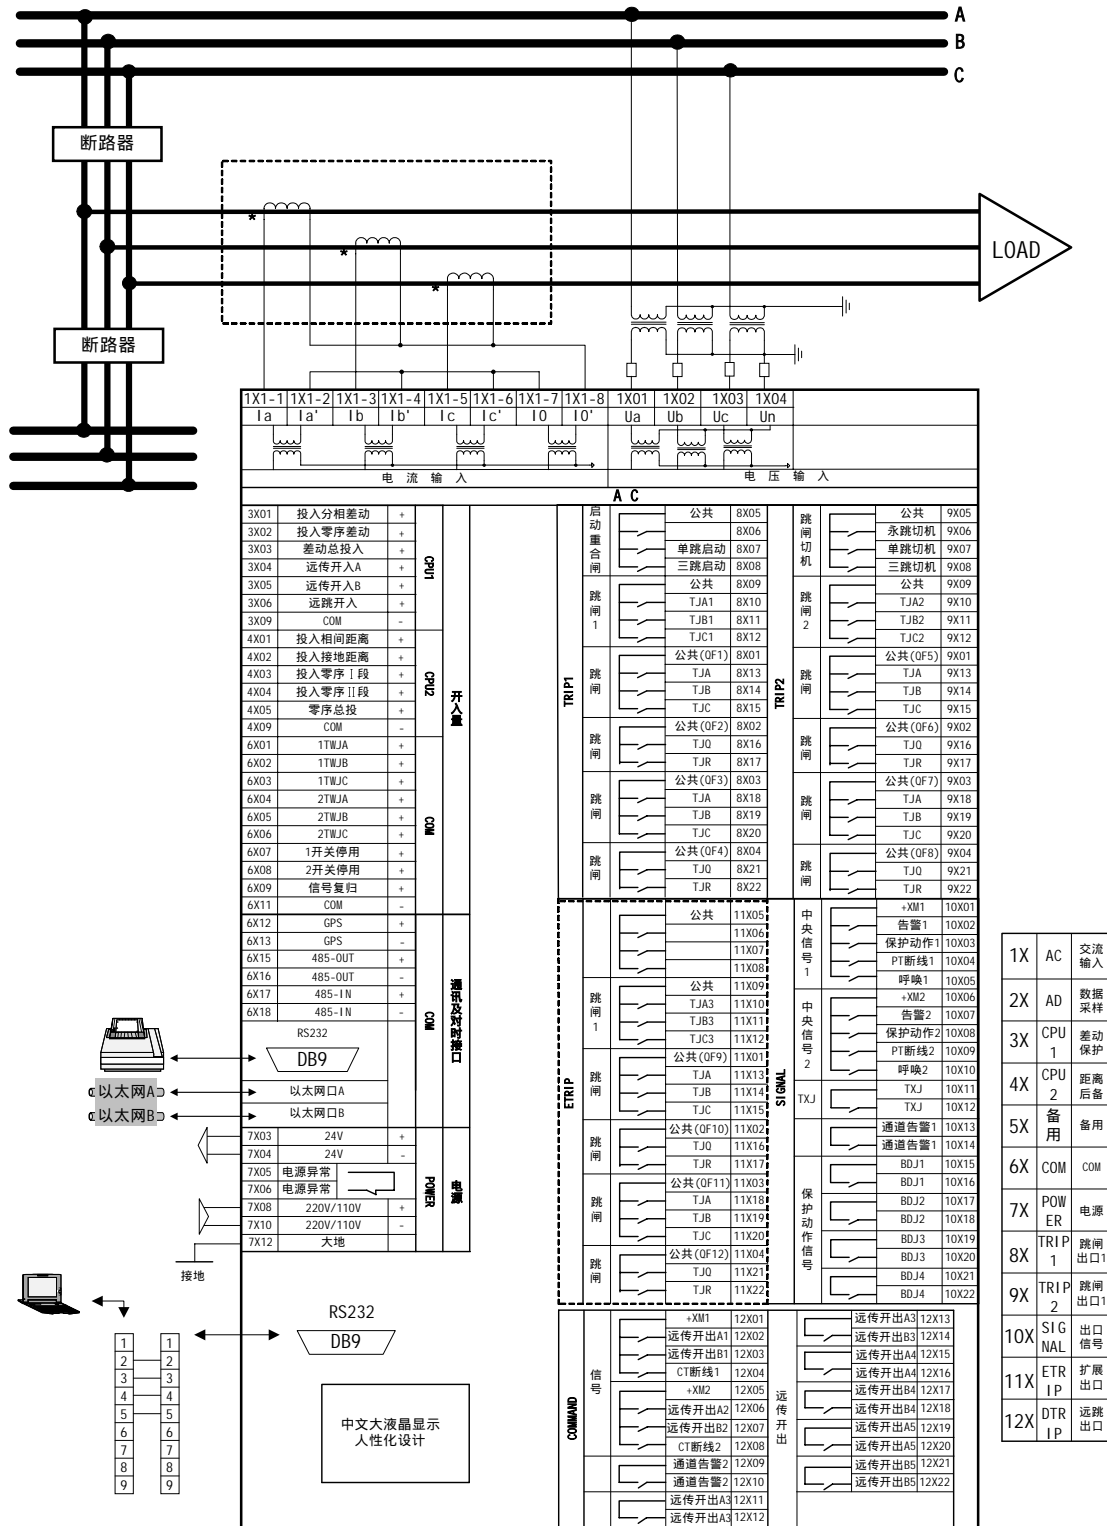 A
B
C
断路器
* * *
LOAD
断路器
1X1-1 1X1-2 1X1-3 1X1-4 1X1-5 1X1-6 1X1-7 1X1-8 1X01 1X02 1X03 1X04
Ia Ia' Ib Ib' Ic Ic' I0 I0' Ua Ub Uc Un
电流输入 电压输入
AC
3X01 投入分相差动 +
3X02 投入零序差动 +
3X03 差动总投入 +
3X04 远传开入A +
3X05 远传开入B +
3X06 远跳开入 +
3X09 COM -
CPU1
4X01 投入相间距离 +
4X02 投入接地距离 +
4X03 投入零序Ⅰ段 +
4X04 投入零序Ⅱ段 +
4X05 零序总投 +
4X09 COM -
CPU2
6X01 1TWJA +
6X02 1TWJB +
6X03 1TWJC +
6X04 2TWJA +
6X05 2TWJB +
6X06 2TWJC +
6X07 1开关停用 +
6X08 2开关停用 +
6X09 信号复归 +
6X11 COM -
COM
开入量
6X12 GPS +
6X13 GPS -
6X15 485-OUT +
6X16 485-OUT -
6X17 485-IN +
6X18 485-IN -
RS232
DB9
以太网A 以太网口A
以太网B 以太网口B
COM
通讯及对时接口
7X03 24V +
7X04 24V -
7X05 电源异常
7X06 电源异常
7X08 220V/110V +
7X10 220V/110V -
7X12 大地
POWER
电源
接地
RS232
DB9
1 1
2 2
3 3
4 4
5 5
6 6
7 7
8 8
9 9
中文大液晶显示
人性化设计
TRIP1
启动重合闸
公共 8X05
8X06
单跳启动 8X07
三跳启动 8X08
跳闸1
公共 8X09
TJA1 8X10
TJB1 8X11
TJC1 8X12
跳闸
公共(QF1) 8X01
TJA 8X13
TJB 8X14
TJC 8X15
跳闸
公共(QF2) 8X02
TJQ 8X16
TJR 8X17
跳闸
公共(QF3) 8X03
TJA 8X18
TJB 8X19
TJC 8X20
跳闸
公共(QF4) 8X04
TJQ 8X21
TJR 8X22
TRIP2
跳闸切机
公共 9X05
永跳切机 9X06
单跳切机 9X07
三跳切机 9X08
跳闸2
公共 9X09
TJA2 9X10
TJB2 9X11
TJC2 9X12
跳闸
公共(QF5) 9X01
TJA 9X13
TJB 9X14
TJC 9X15
跳闸
公共(QF6) 9X02
TJQ 9X16
TJR 9X17
跳闸
公共(QF7) 9X03
TJA 9X18
TJB 9X19
TJC 9X20
跳闸
公共(QF8) 9X04
TJQ 9X21
TJR 9X22
ETRIP
公共 11X05
11X06
11X07
11X08
跳闸1
公共 11X09
TJA3 11X10
TJB3 11X11
TJC3 11X12
跳闸
公共(QF9) 11X01
TJA 11X13
TJB 11X14
TJC 11X15
跳闸
公共(QF10) 11X02
TJQ 11X16
TJR 11X17
跳闸
公共(QF11) 11X03
TJA 11X18
TJB 11X19
TJC 11X20
跳闸
公共(QF12) 11X04
TJQ 11X21
TJR 11X22
SIGNAL
中央信号1
+XM1 10X01
告警1 10X02
保护动作1 10X03
PT断线1 10X04
呼唤1 10X05
中央信号2
+XM2 10X06
告警2 10X07
保护动作2 10X08
PT断线2 10X09
呼唤2 10X10
TXJ
TXJ 10X11
TXJ 10X12
通道告警1 10X13
通道告警1 10X14
保护动作信号
BDJ1 10X15
BDJ1 10X16
BDJ2 10X17
BDJ2 10X18
BDJ3 10X19
BDJ3 10X20
BDJ4 10X21
BDJ4 10X22
COMMAND
信号
+XM1 12X01
远传开出A1 12X02
远传开出B1 12X03
CT断线1 12X04
+XM2 12X05
远传开出A2 12X06
远传开出B2 12X07
CT断线2 12X08
通道告警2 12X09
通道告警2 12X10
远传开出A3 12X11
远传开出A3 12X12
远传开出
远传开出A3 12X13
远传开出B3 12X14
远传开出A4 12X15
远传开出A4 12X16
远传开出B4 12X17
远传开出B4 12X18
远传开出A5 12X19
远传开出A5 12X20
远传开出B5 12X21
远传开出B5 12X22
1X AC 交流输入
2X AD 数据采样
3X CPU1 差动保护
4X CPU2 距离后备
5X 备用 备用
6X COM COM
7X POWER 电源
8X TRIP1 跳闸出口1
9X TRIP2 跳闸出口1
10X SIGNAL 出口信号
11X ETRIP 扩展出口
12X DTRIP 远跳出口